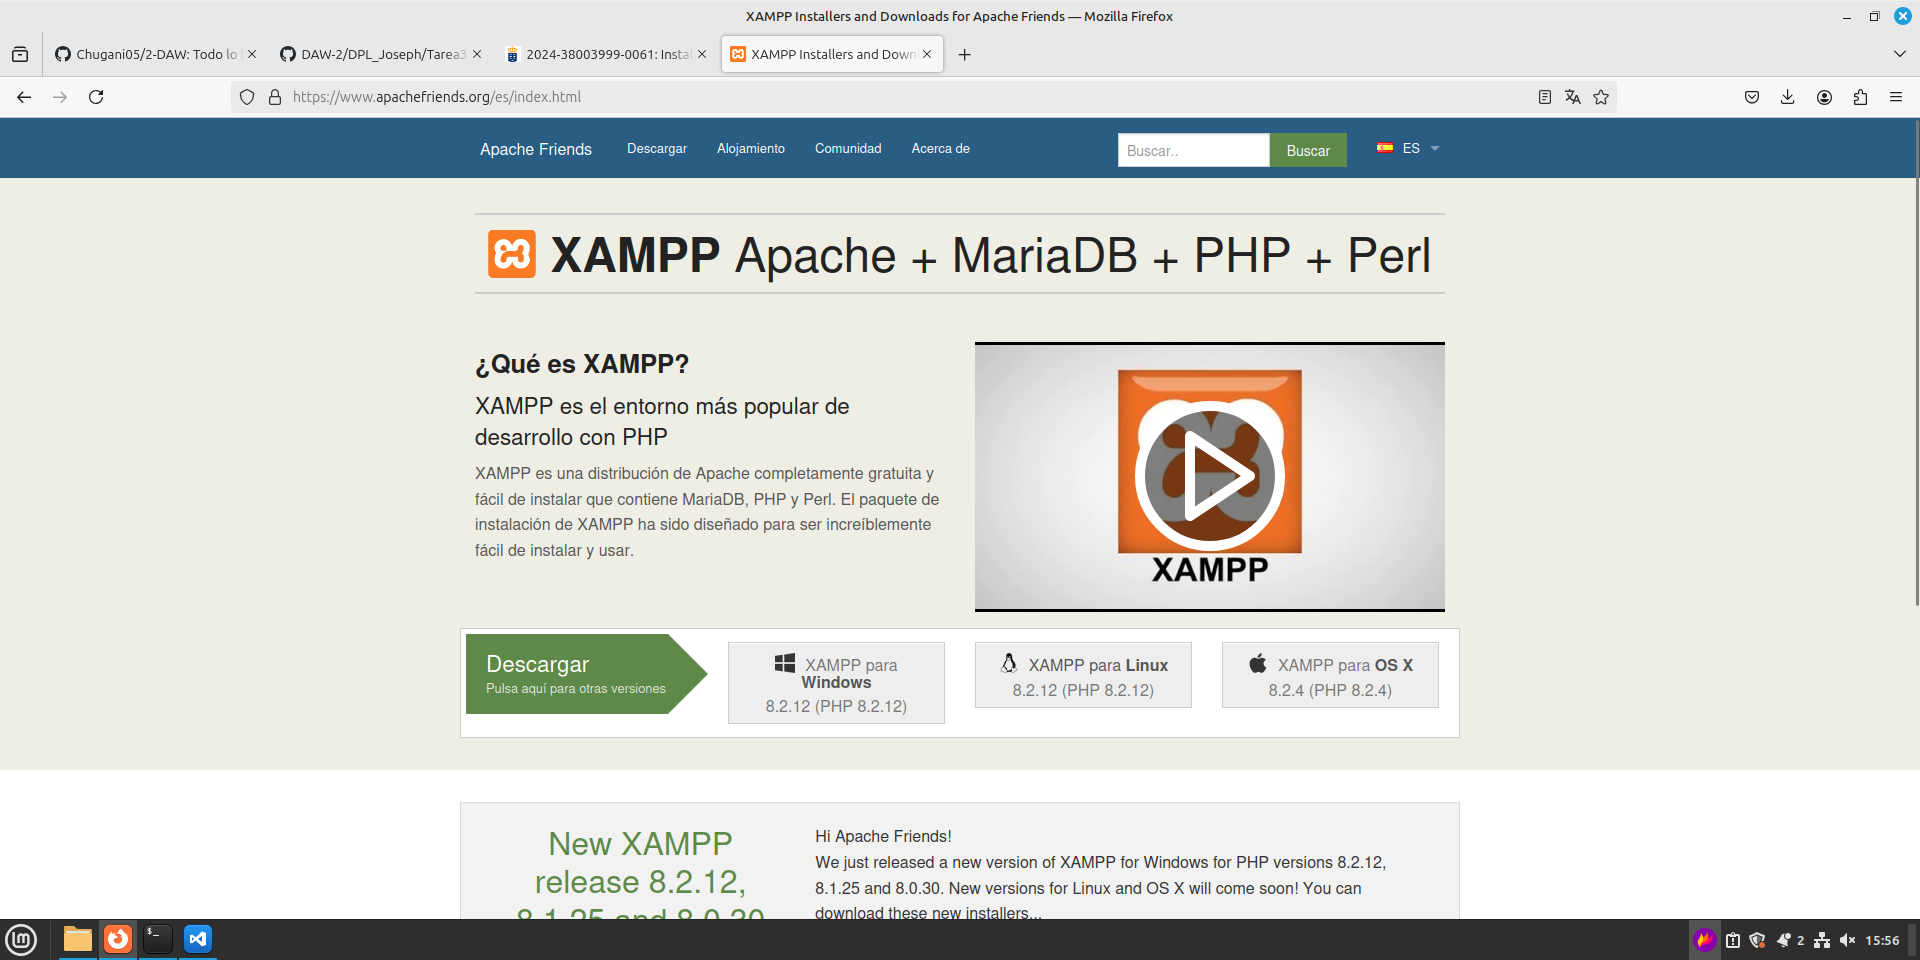 XAMPP Installers and Downloads for Apache Friends — Mozilla Firefox
Chugani05/2-DAW: Todo lo
DAW-2/DPL_Joseph/Tarea3
2024-38003999-0061: Insta
XAMPP Installers and Down
https://www.apachefriends.org/es/index.html
Apache Friends
Descargar
Alojamiento
Comunidad
Acerca de
Buscar..
Buscar
ES
XAMPP Apache + MariaDB + PHP + Perl
¿Qué es XAMPP?
XAMPP es el entorno más popular de
desarrollo con PHP
XAMPP es una distribución de Apache completamente gratuita y
fácil de instalar que contiene MariaDB, PHP y Perl. El paquete de
instalación de XAMPP ha sido diseñado para ser increíblemente
fácil de instalar y usar.
XAMPP
Descargar
Pulsa aquí para otras versiones
XAMPP para
Windows
8.2.12 (PHP 8.2.12)
XAMPP para Linux
8.2.12 (PHP 8.2.12)
XAMPP para OS X
8.2.4 (PHP 8.2.4)
New XAMPP
release 8.2.12,
8.1.25 and 8.0.30
Hi Apache Friends!
We just released a new version of XAMPP for Windows for PHP versions 8.2.12,
8.1.25 and 8.0.30. New versions for Linux and OS X will come soon! You can
download these new installers...
2
15:56